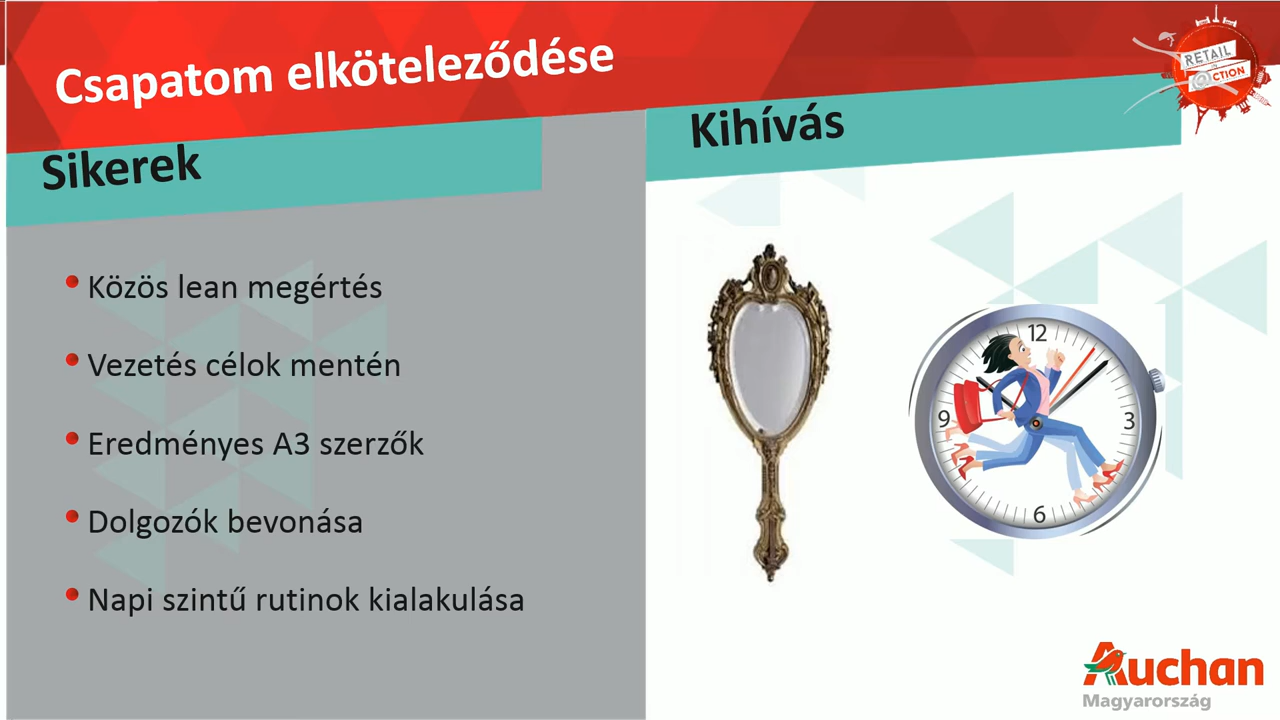 Csapatom elköteleződése
RETAIL
IN
@CTION
Sikerek
Kihívás
Közös lean megértés
Vezetés célok mentén
Eredményes A3 szerzők
Dolgozók bevonása
Napi szintű rutinok kialakulása
12
9
3
6
Auchan
Magyarország